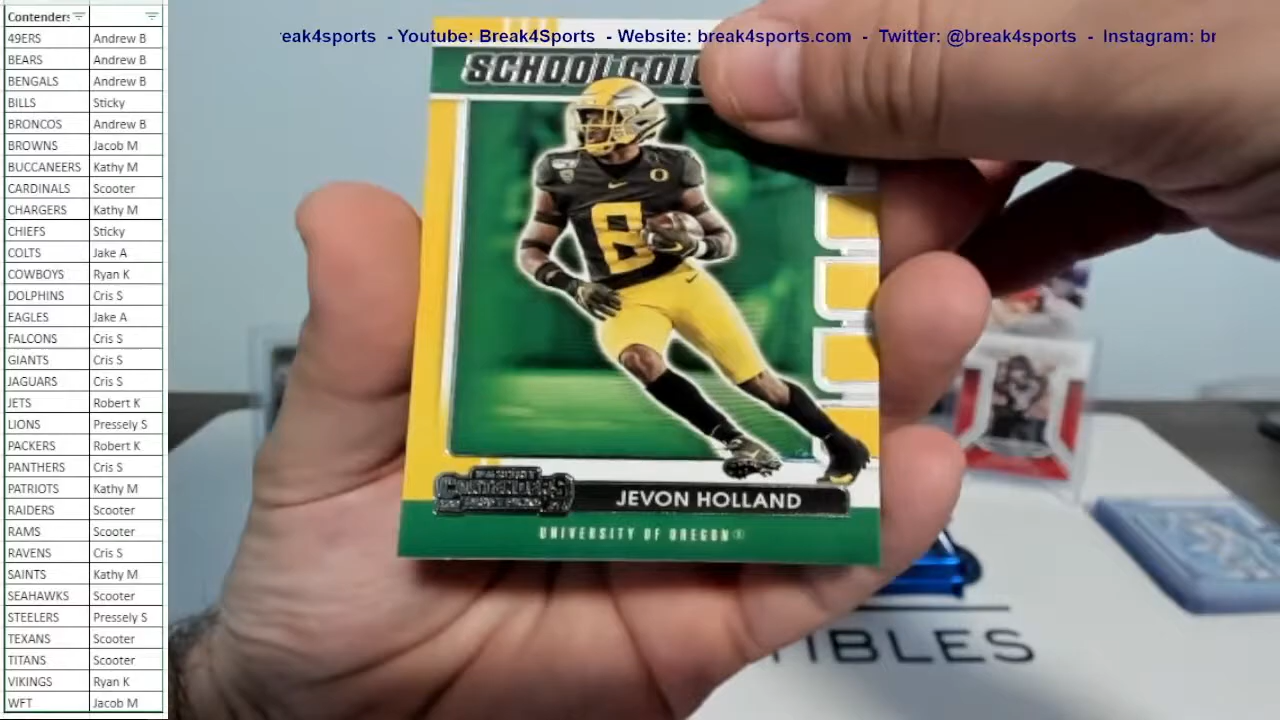 Contenders
49ERS Andrew B
BEARS Andrew B
BENGALS Andrew B
BILLS Sticky
BRONCOS Andrew B
BROWNS Jacob M
BUCCANEERS Kathy M
CARDINALS Scooter
CHARGERS Kathy M
CHIEFS Sticky
COLTS Jake A
COWBOYS Ryan K
DOLPHINS Cris S
EAGLES Jake A
FALCONS Cris S
GIANTS Cris S
JAGUARS Cris S
JETS Robert K
LIONS Pressely S
PACKERS Robert K
PANTHERS Cris S
PATRIOTS Kathy M
RAIDERS Scooter
RAMS Scooter
RAVENS Cris S
SAINTS Kathy M
SEAHAWKS Scooter
STEELERS Pressely S
TEXANS Scooter
TITANS Scooter
VIKINGS Ryan K
WFT Jacob M
eak4sports - Youtube: Break4Sports - Website: break4sports.com - Twitter: @break4sports - Instagram: br
SCHOOL COL
8
O
CONTENDERS
JEVON HOLLAND
UNIVERSITY OF OREGON®
IBLES